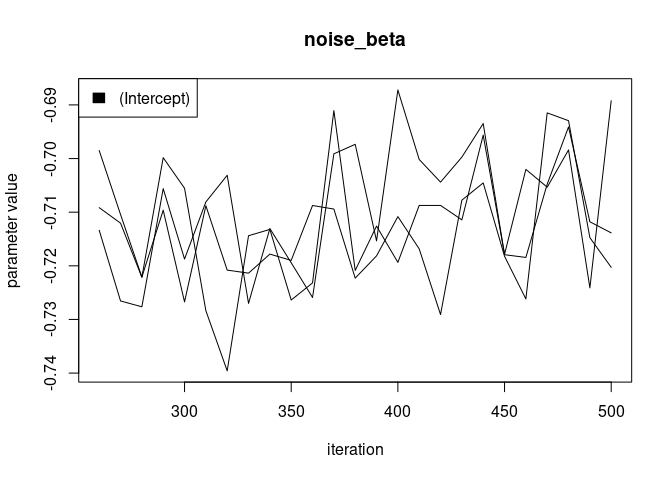 noise_beta
(Intercept)
parameter value
-0.69
-0.70
-0.71
-0.72
-0.73
-0.74
300 350 400 450 500
iteration